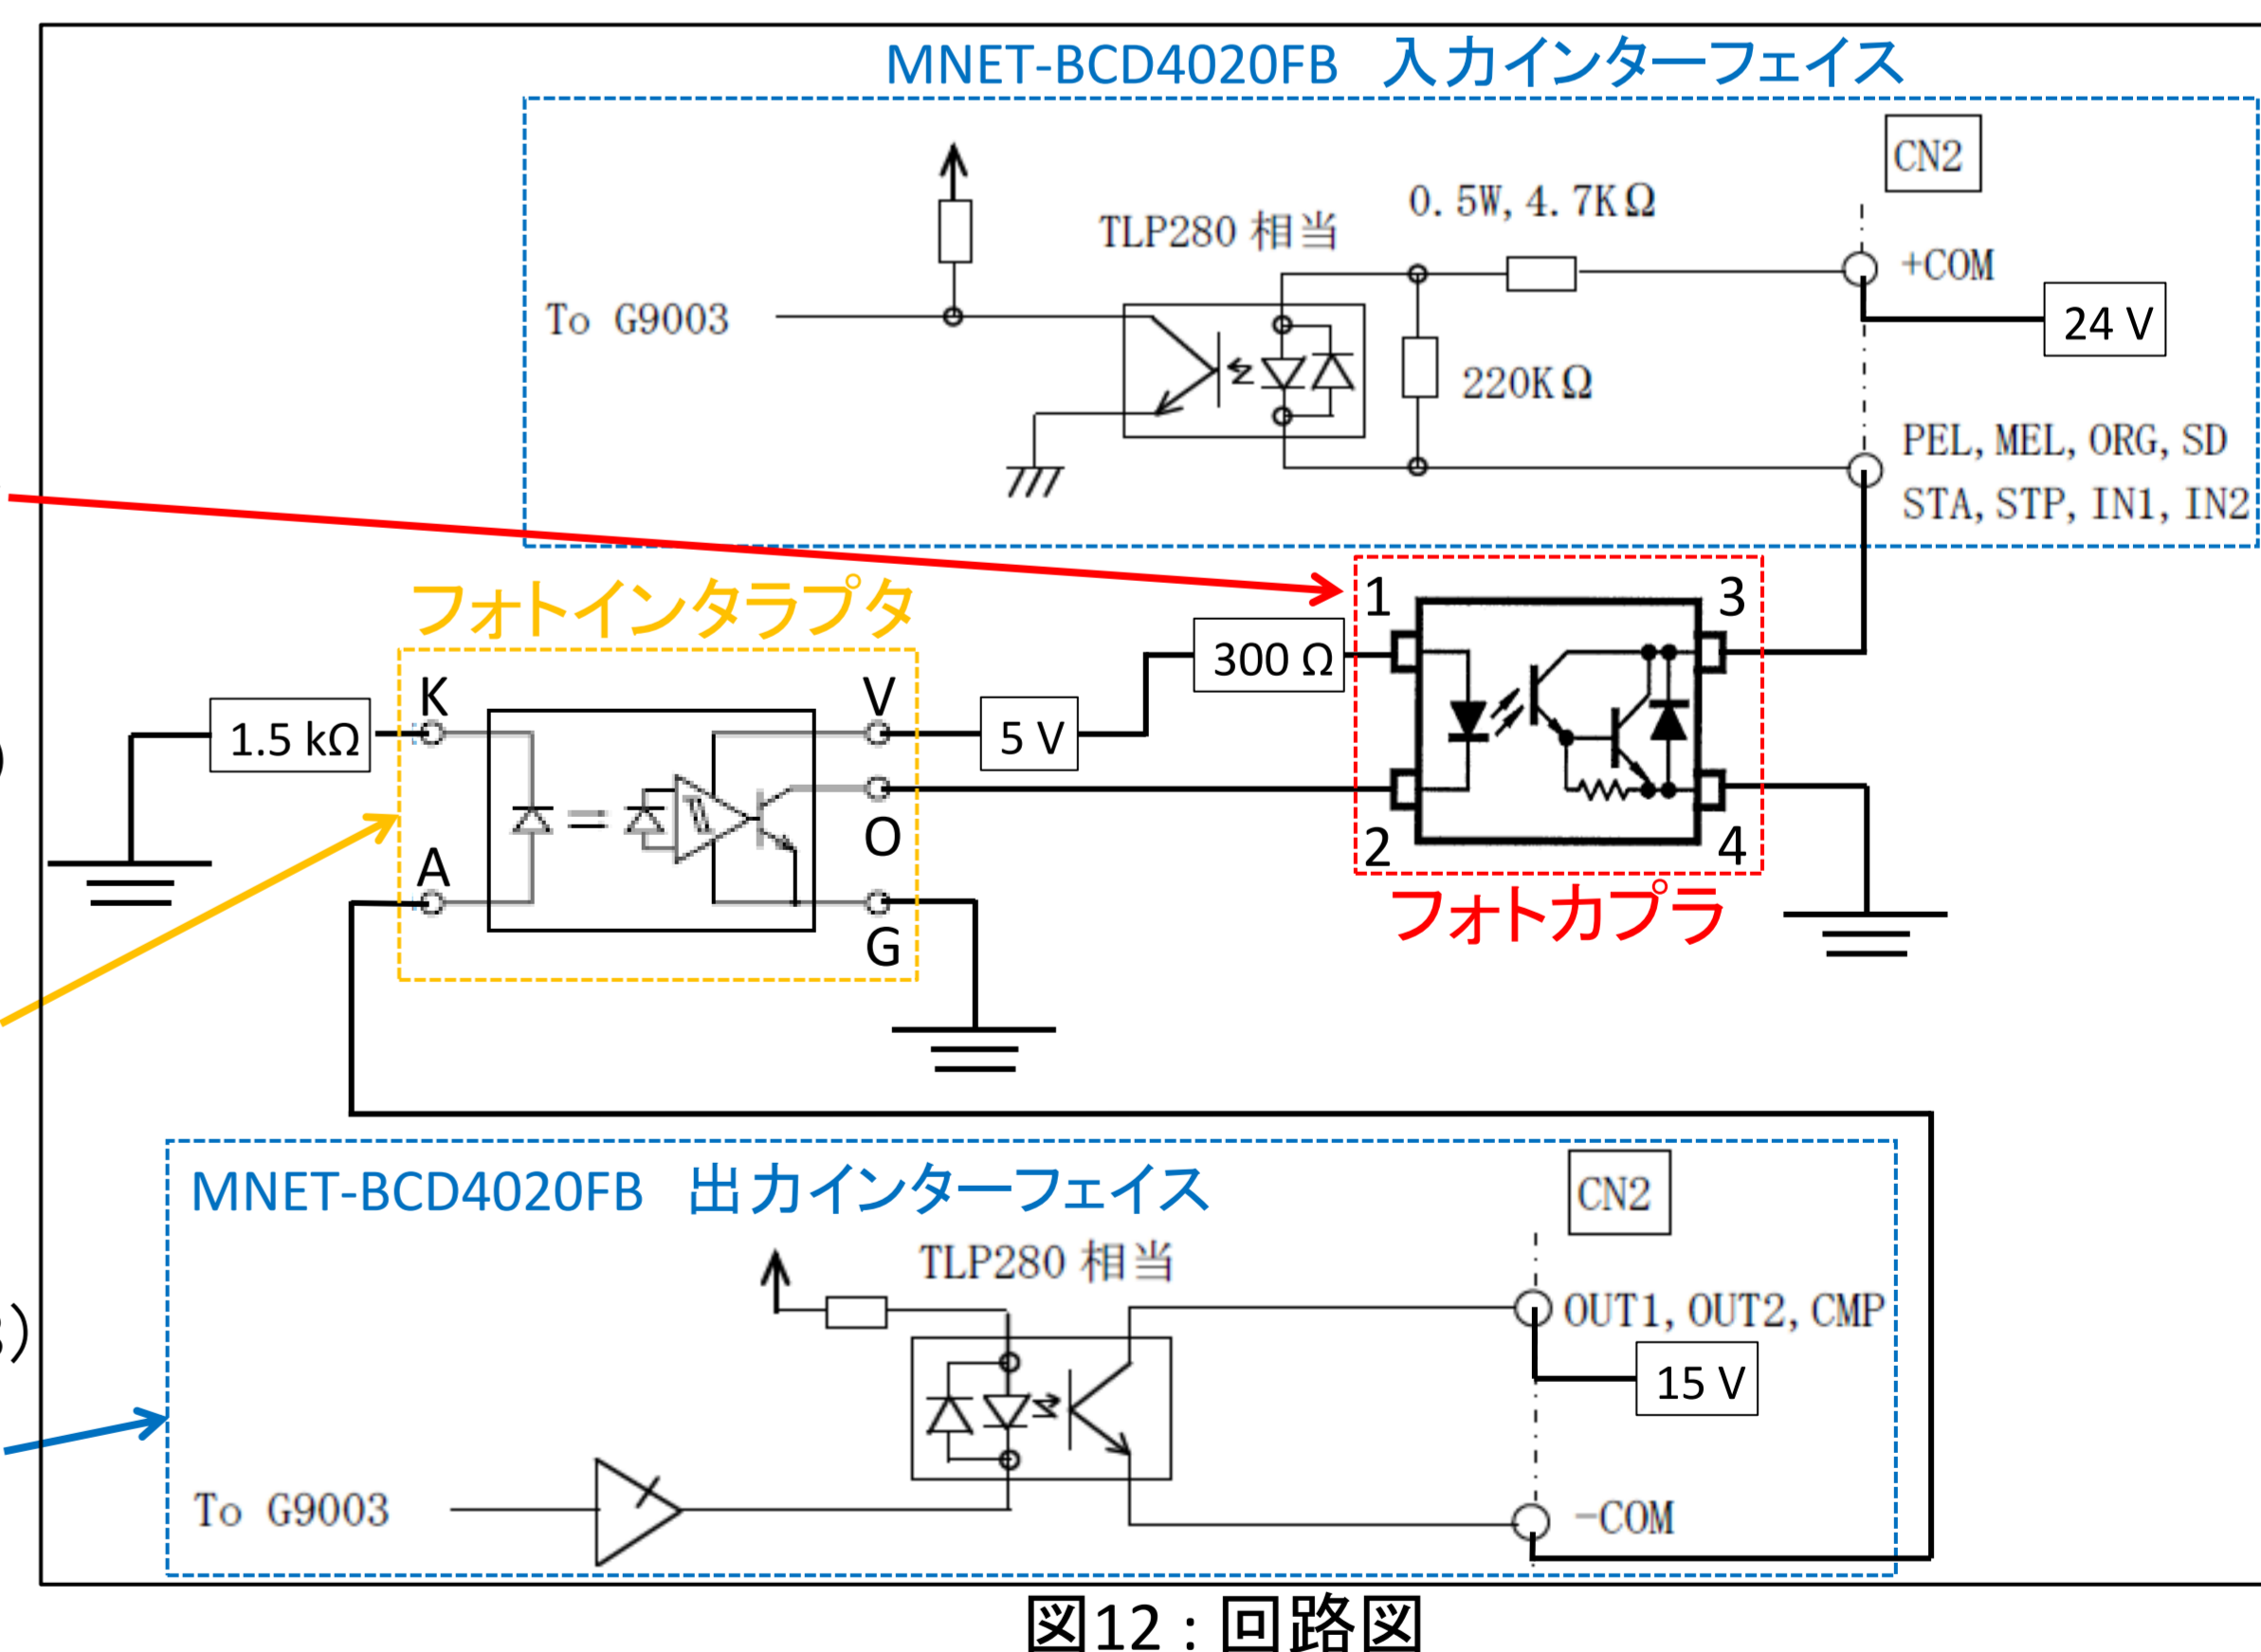 MNET-BCD4020FB 入力インターフェイス
CN2
0.5W, 4.7KΩ
TLP280 相当
+COM
24 V
To G9003
220KΩ
PEL, MEL, ORG, SD
STA, STP, IN1, IN2
フォトインタラプタ
1
3
300 Ω
K
V
1.5 kΩ
5 V
O
A
2
4
G
フォトカプラ
)
MNET-BCD4020FB 出力インターフェイス
CN2
TLP280 相当
OUT1, OUT2, CMP
15 V
To G9003
-COM
図12：回路図